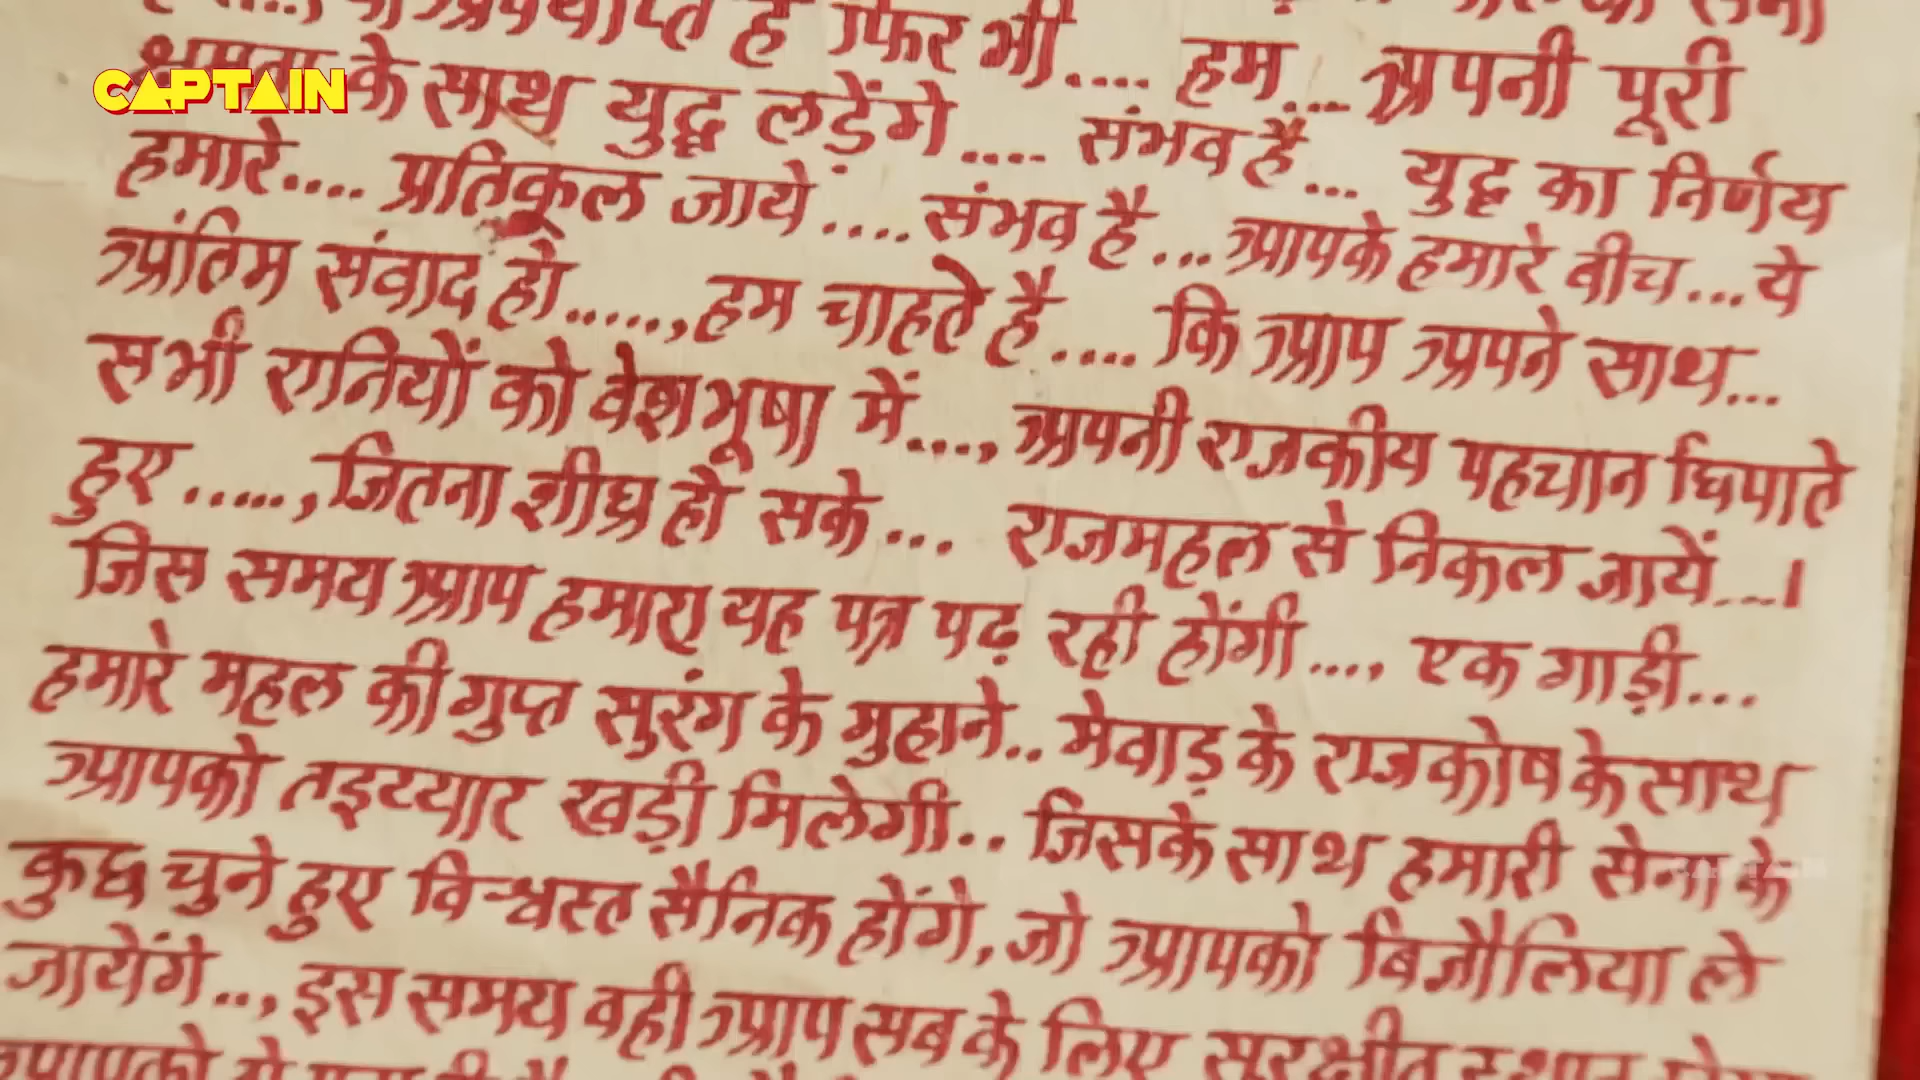 फिर भी.... हम.... अपनी पूरी
CAPTAIN
के साथ युद्ध लड़ेंगे.... संभव है... युद्ध का निर्णय
हमारे.... प्रतिकूल जाये.... संभव है... आपके हमारे बीच... ये
अंतिम संवाद हो....., हम चाहते है.... कि आप अपने साथ...
सभी रानियों को वेशभूषा में...., अपनी राजकीय पहचान छिपाते
हुए....., जितना शीघ्र हो सके... राजमहल से निकल जायें...।
जिस समय आप हमारा यह पत्र पढ़ रही होंगी...., एक गाड़ी...
हमारे महल की गुप्त सुरंग के मुहाने.. मेवाड़ के राजकोष के साथ
आपको तइय्यार खड़ी मिलेगी.. जिसके साथ हमारी सेना के
कुछ चुने हुए विश्वस्त सैनिक होंगे, जो आपको बिजौलिया ले
जायेंगे..., इस समय वही आप सब के लिए सुरक्षीत स्थान